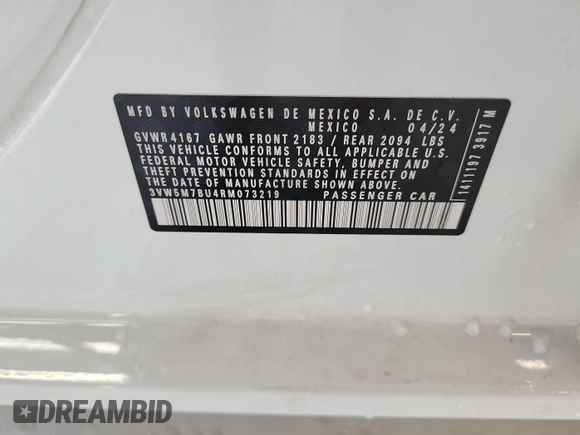 MFD BY VOLKSWAGEN DE MEXICO S.A. DE C.V.
MEXICO 04/24
GVWR 4167 GAWR FRONT 2183 / REAR 2094 LBS
THIS VEHICLE CONFORMS TO ALL APPLICABLE U.S.
FEDERAL MOTOR VEHICLE SAFETY, BUMPER AND
THEFT PREVENTION STANDARDS IN EFFECT ON
THE DATE OF MANUFACTURE SHOWN ABOVE.
3VW5M7BU4RM073219 PASSENGER CAR
1411197 3917 M
DREAMBID